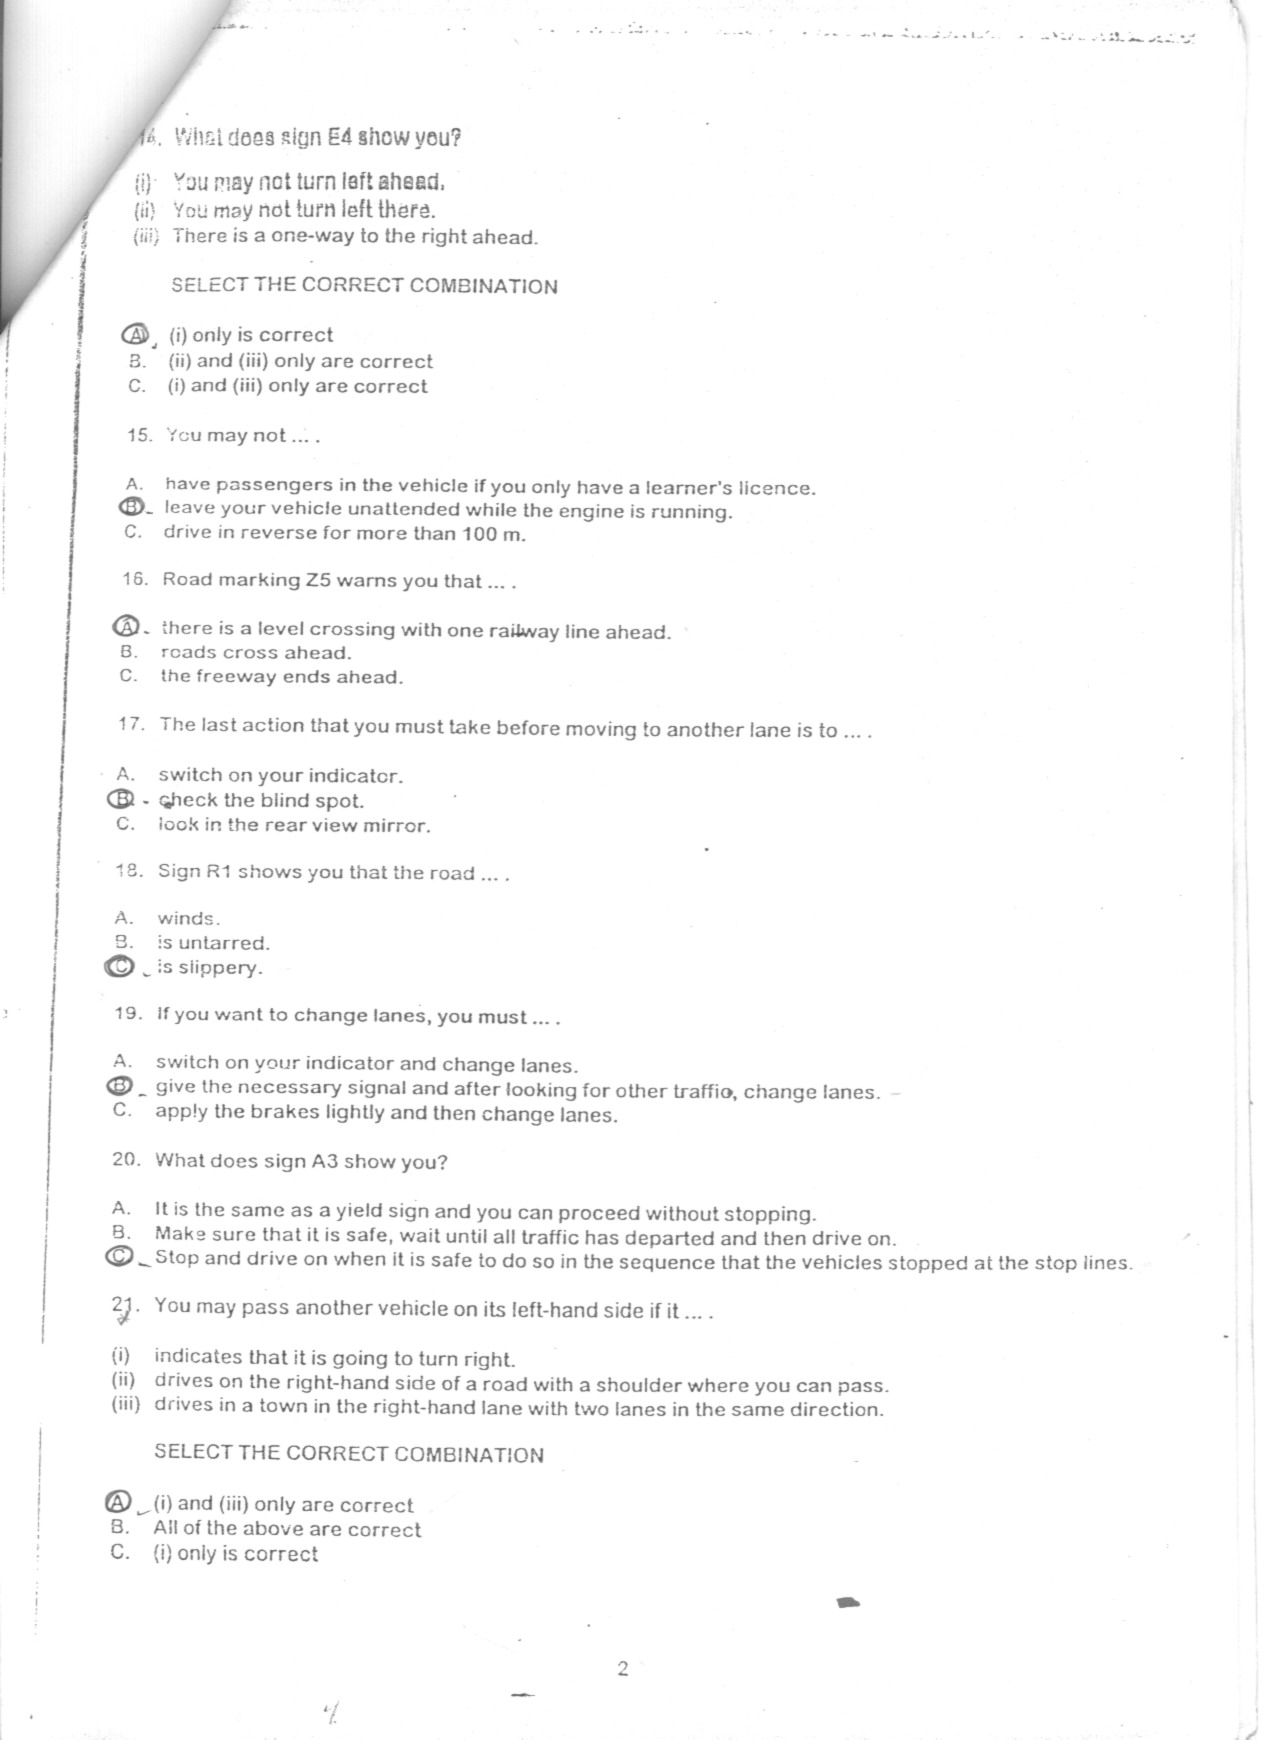 14. What does sign E4 show you?
(i) You may not turn left ahead.
(ii) You may not turn left there.
(iii) There is a one-way to the right ahead.
SELECT THE CORRECT COMBINATION
A. (i) only is correct
B. (ii) and (iii) only are correct
C. (i) and (iii) only are correct
15. You may not ... .
A. have passengers in the vehicle if you only have a learner's licence.
B. leave your vehicle unattended while the engine is running.
C. drive in reverse for more than 100 m.
16. Road marking Z5 warns you that ... .
A. there is a level crossing with one railway line ahead.
B. roads cross ahead.
C. the freeway ends ahead.
17. The last action that you must take before moving to another lane is to ... .
A. switch on your indicator.
B. check the blind spot.
C. look in the rear view mirror.
18. Sign R1 shows you that the road ... .
A. winds.
B. is untarred.
C. is slippery.
19. If you want to change lanes, you must ... .
A. switch on your indicator and change lanes.
B. give the necessary signal and after looking for other traffic, change lanes.
C. apply the brakes lightly and then change lanes.
20. What does sign A3 show you?
A. It is the same as a yield sign and you can proceed without stopping.
B. Make sure that it is safe, wait until all traffic has departed and then drive on.
C. Stop and drive on when it is safe to do so in the sequence that the vehicles stopped at the stop lines.
21. You may pass another vehicle on its left-hand side if it ... .
(i) indicates that it is going to turn right.
(ii) drives on the right-hand side of a road with a shoulder where you can pass.
(iii) drives in a town in the right-hand lane with two lanes in the same direction.
SELECT THE CORRECT COMBINATION
A. (i) and (iii) only are correct
B. All of the above are correct
C. (i) only is correct
2